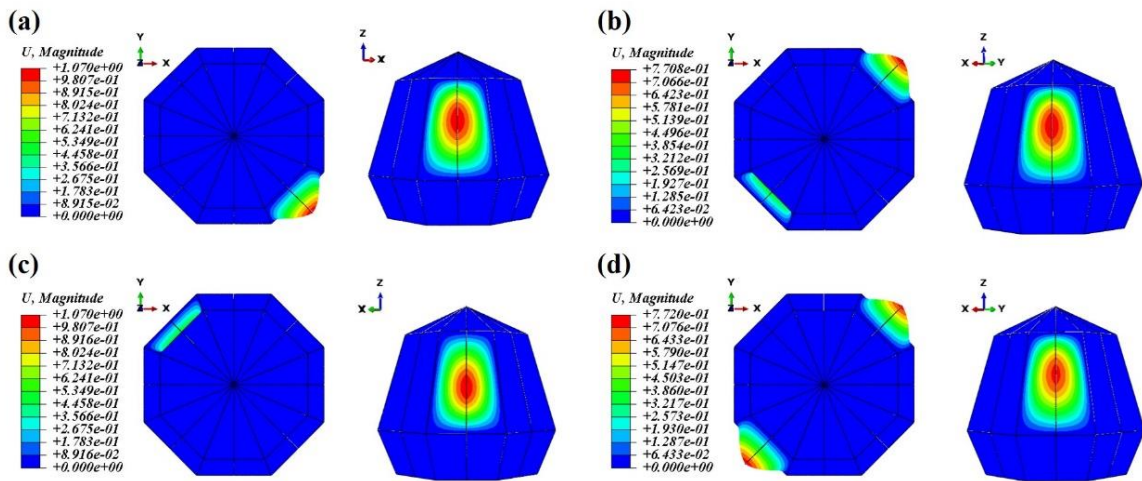 (a)
U, Magnitude
+1.070e+00
+9.807e-01
+8.915e-01
+8.024e-01
+7.132e-01
+6.241e-01
+5.349e-01
+4.458e-01
+3.566e-01
+2.675e-01
+1.783e-01
+8.915e-02
+0.000e+00
Y
Z X
Z
X
(b)
U, Magnitude
+7.708e-01
+7.066e-01
+6.423e-01
+5.781e-01
+5.139e-01
+4.496e-01
+3.854e-01
+3.212e-01
+2.569e-01
+1.927e-01
+1.285e-01
+6.423e-02
+0.000e+00
Y
Z X
Z
X Y
(c)
U, Magnitude
+1.070e+00
+9.807e-01
+8.916e-01
+8.024e-01
+7.132e-01
+6.241e-01
+5.349e-01
+4.458e-01
+3.566e-01
+2.675e-01
+1.783e-01
+8.916e-02
+0.000e+00
Y
Z X
Z
(d)
U, Magnitude
+7.720e-01
+7.076e-01
+6.433e-01
+5.790e-01
+5.147e-01
+4.503e-01
+3.860e-01
+3.217e-01
+2.573e-01
+1.930e-01
+1.287e-01
+6.433e-02
+0.000e+00
Y
Z X
Z
X Y